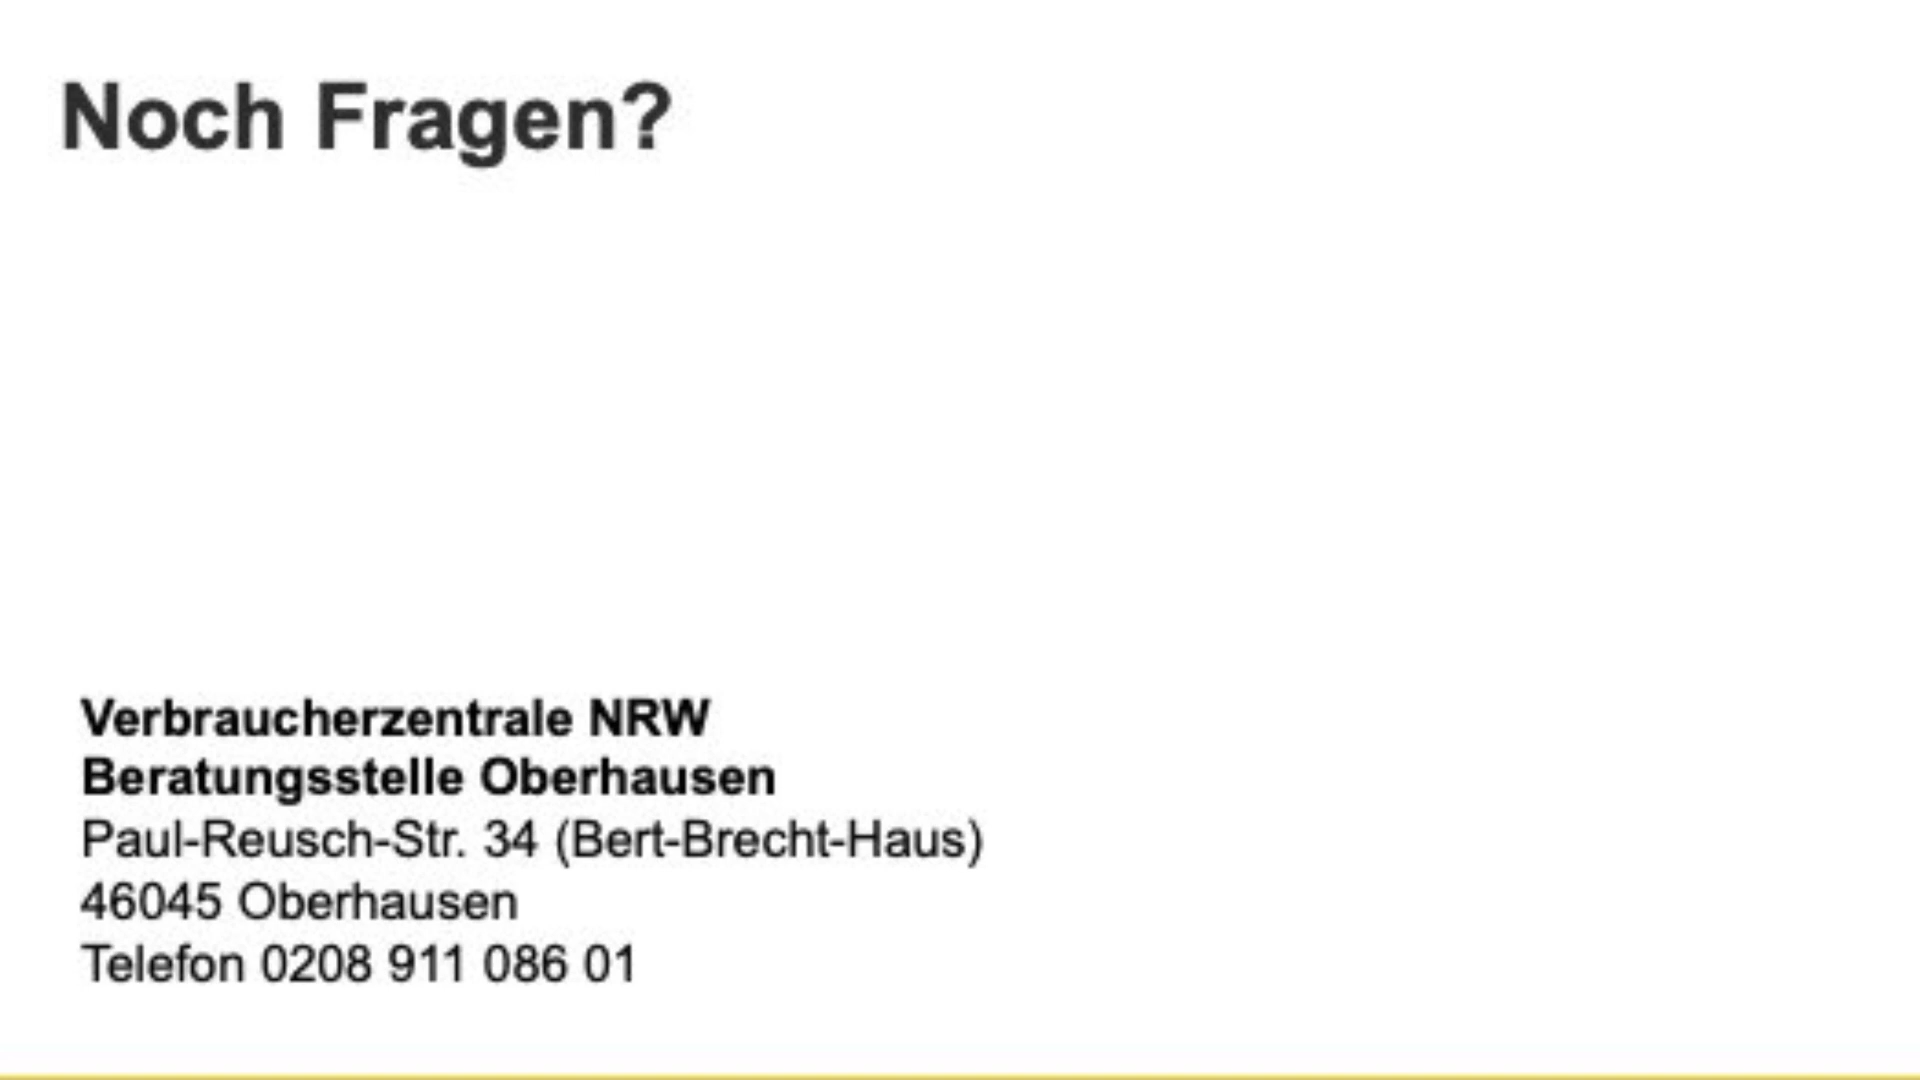 Noch Fragen?
Verbraucherzentrale NRW
Beratungsstelle Oberhausen
Paul-Reusch-Str. 34 (Bert-Brecht-Haus)
46045 Oberhausen
Telefon 0208 911 086 01